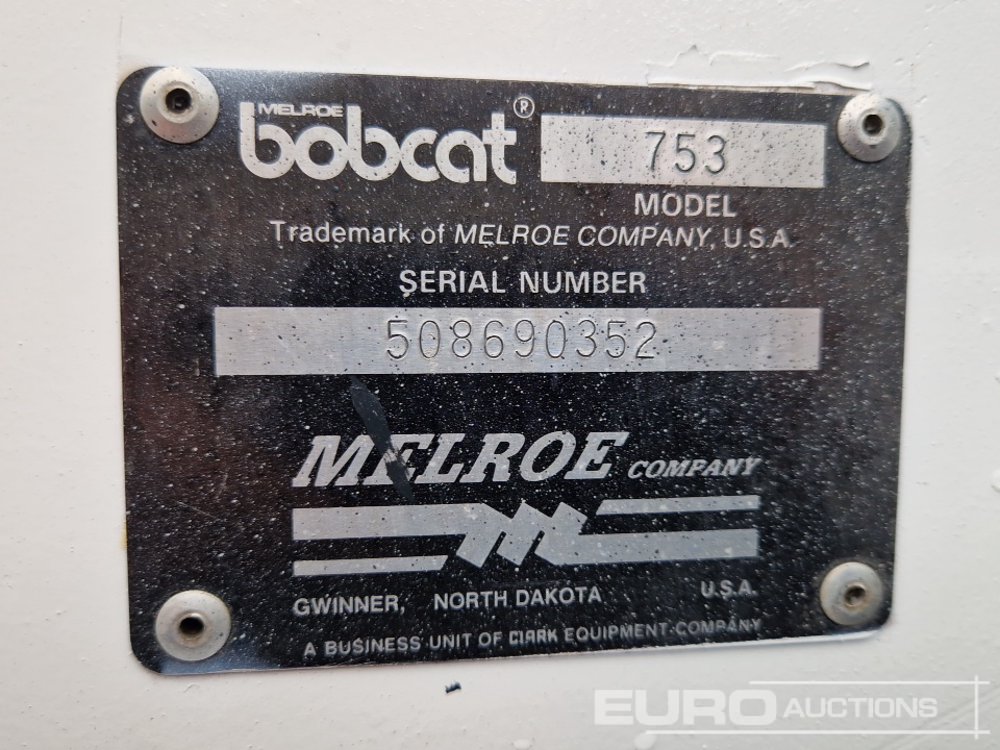 MELROE
bobcat® 753
MODEL
Trademark of MELROE COMPANY, U.S.A.
SERIAL NUMBER
508690352
MELROE COMPANY
GWINNER, NORTH DAKOTA U.S.A.
A BUSINESS UNIT OF CLARK EQUIPMENT COMPANY
EURO AUCTIONS